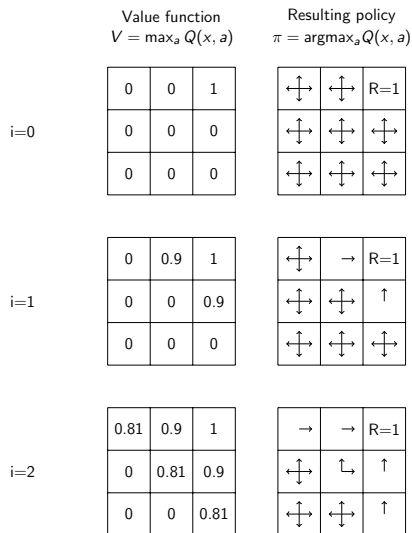 Value function Resulting policy
V = max_a Q(x, a) π = argmax_a Q(x, a)
i=0
0 0 1
0 0 0
0 0 0
R=1
i=1
0 0.9 1
0 0 0.9
0 0 0
R=1
i=2
0.81 0.9 1
0 0.81 0.9
0 0 0.81
R=1